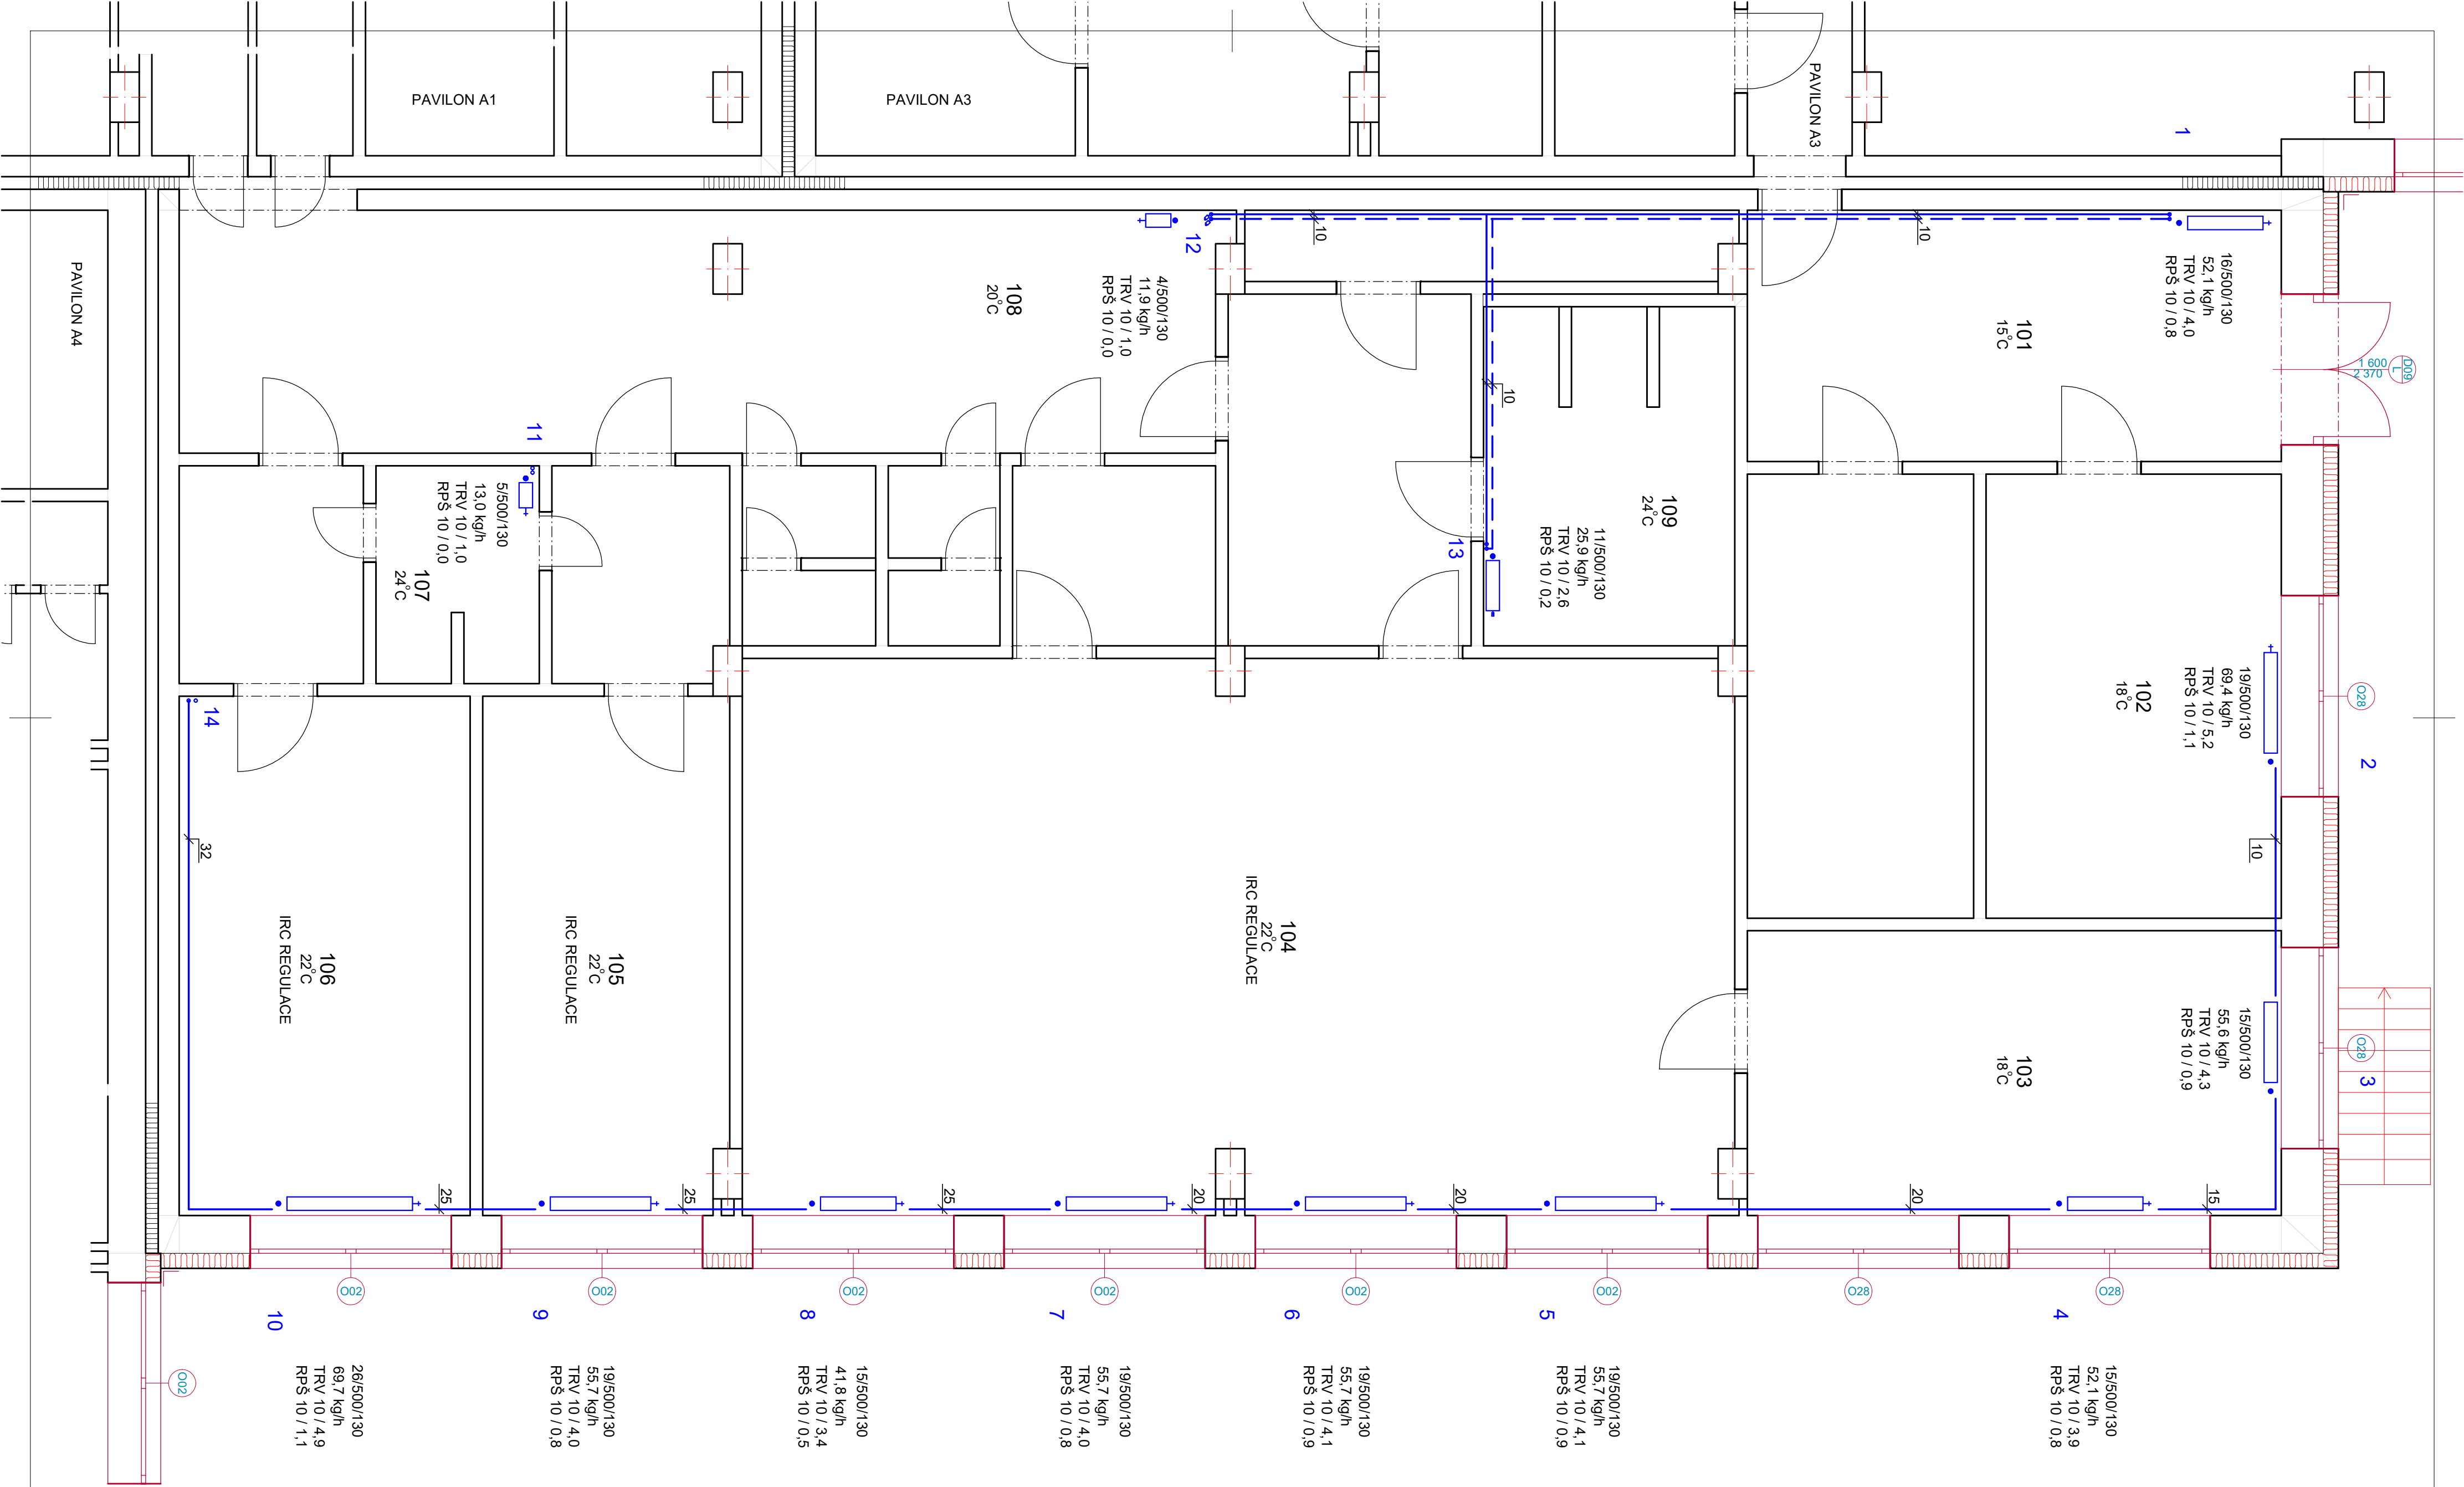 PAVILON A1
PAVILON A3
PAVILON A3
PAVILON A4
1
16/500/130
52,1 kg/h
TRV 10 / 4,0
RPŠ 10 / 0,8
101
15°C
D09
L
1 600
2 370
10
10
12
4/500/130
11,9 kg/h
TRV 10 / 1,0
RPŠ 10 / 0,0
108
20°C
10
109
24°C
11/500/130
25,9 kg/h
TRV 10 / 2,6
RPŠ 10 / 0,2
13
11
5/500/130
13,0 kg/h
TRV 10 / 1,0
RPŠ 10 / 0,0
107
24°C
19/500/130
69,4 kg/h
TRV 10 / 5,2
RPŠ 10 / 1,1
102
18°C
O28
2
10
14
32
15/500/130
55,6 kg/h
TRV 10 / 4,3
RPŠ 10 / 0,9
103
18°C
O28
3
104
22°C
IRC REGULACE
105
22°C
IRC REGULACE
106
22°C
IRC REGULACE
25
25
25
20
20
20
15
O02
O02
O02
O02
O02
O02
O28
O28
10
9
8
7
6
5
4
O02
26/500/130
69,7 kg/h
TRV 10 / 4,9
RPŠ 10 / 1,1
19/500/130
55,7 kg/h
TRV 10 / 4,0
RPŠ 10 / 0,8
15/500/130
41,8 kg/h
TRV 10 / 3,4
RPŠ 10 / 0,5
19/500/130
55,7 kg/h
TRV 10 / 4,0
RPŠ 10 / 0,8
19/500/130
55,7 kg/h
TRV 10 / 4,1
RPŠ 10 / 0,9
19/500/130
55,7 kg/h
TRV 10 / 4,1
RPŠ 10 / 0,9
15/500/130
52,1 kg/h
TRV 10 / 3,9
RPŠ 10 / 0,8